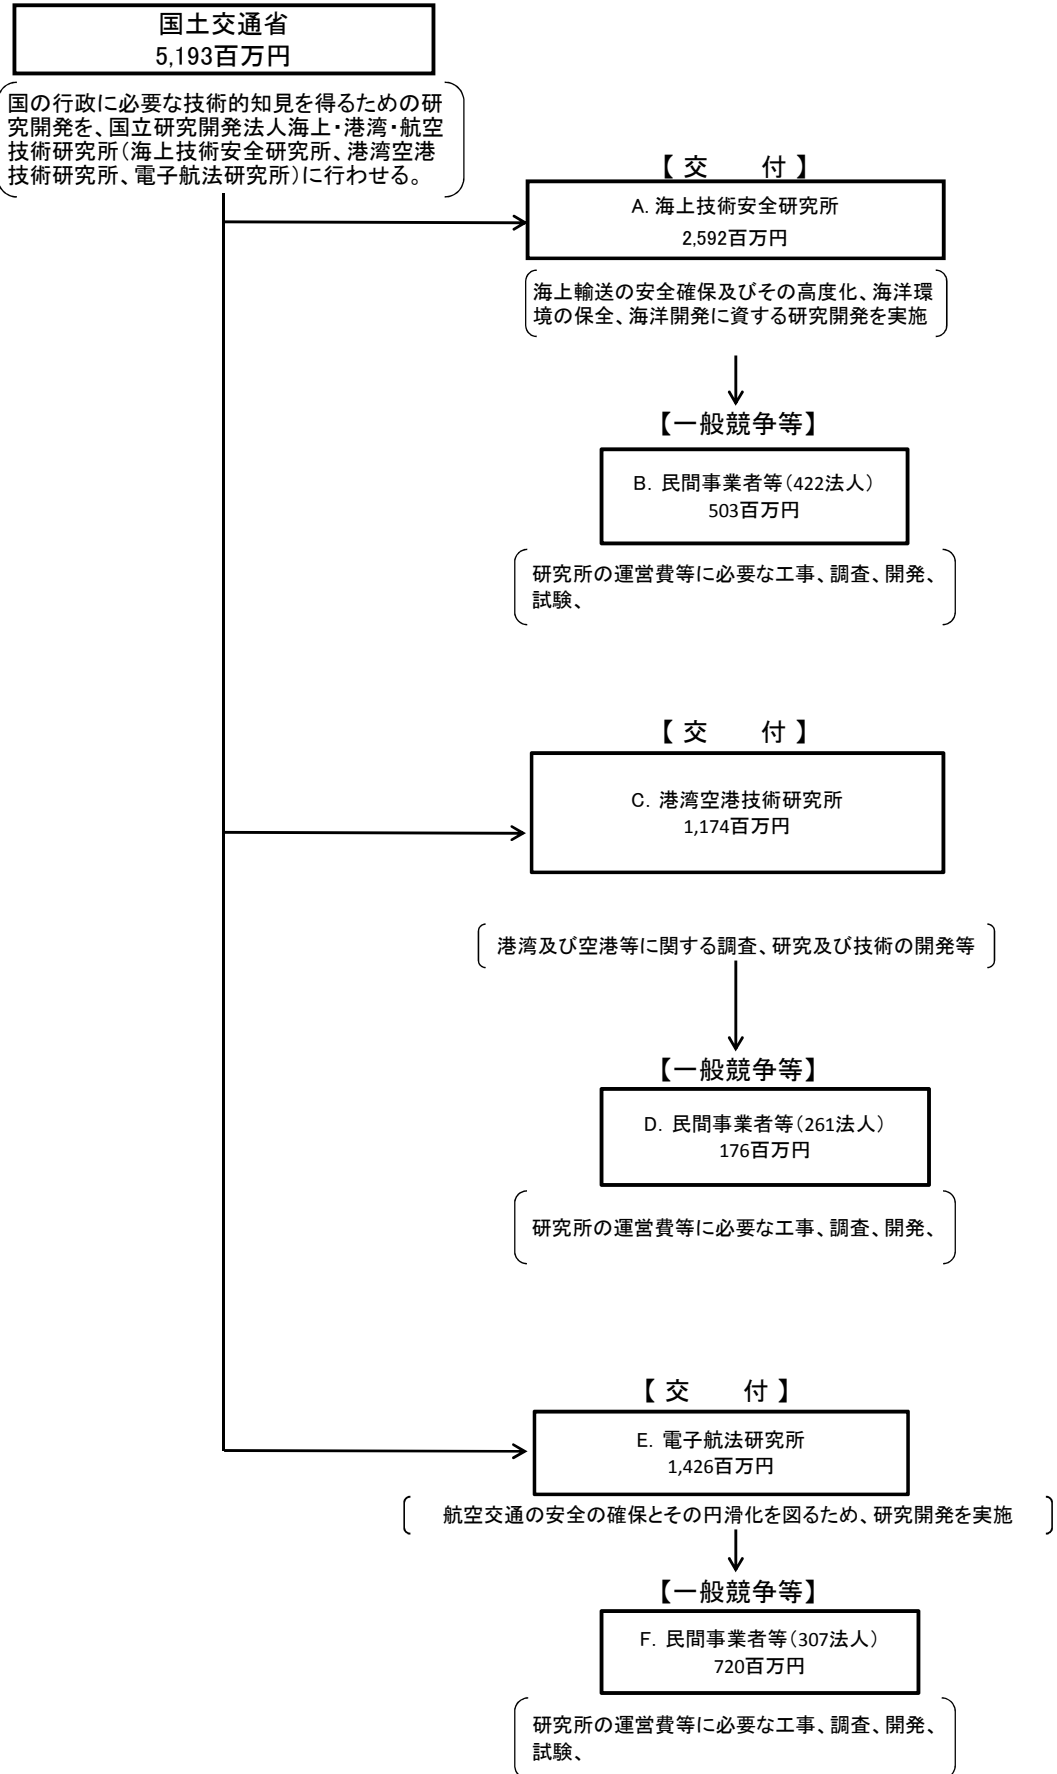 国土交通省
5,193百万円
国の行政に必要な技術的知見を得るための研
究開発を、国立研究開発法人海上・港湾・航空
技術研究所（海上技術安全研究所、港湾空港
技術研究所、電子航法研究所）に行わせる。
【 交　　付 】
A. 海上技術安全研究所
2,592百万円
海上輸送の安全確保及びその高度化、海洋環
境の保全、海洋開発に資する研究開発を実施
【一般競争等】
B. 民間事業者等（422法人）
503百万円
研究所の運営費等に必要な工事、調査、開発、
試験、
【 交　　付 】
C. 港湾空港技術研究所
1,174百万円
港湾及び空港等に関する調査、研究及び技術の開発等
【一般競争等】
D. 民間事業者等（261法人）
176百万円
研究所の運営費等に必要な工事、調査、開発、
【 交　　付 】
E. 電子航法研究所
1,426百万円
航空交通の安全の確保とその円滑化を図るため、研究開発を実施
【一般競争等】
F. 民間事業者等（307法人）
720百万円
研究所の運営費等に必要な工事、調査、開発、
試験、